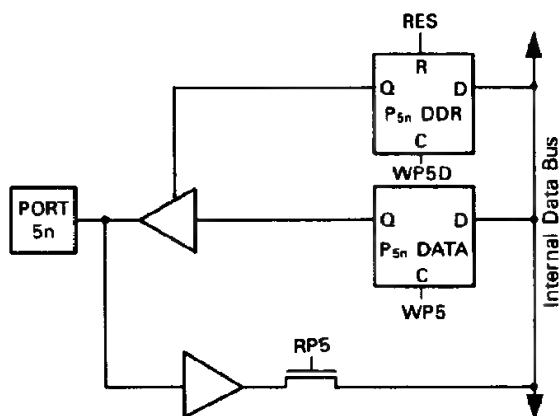 RES
R
Q D
P5n DDR
C
WP5D
PORT
5n
Q D
P5n DATA
C
WP5
RP5
Internal Data Bus